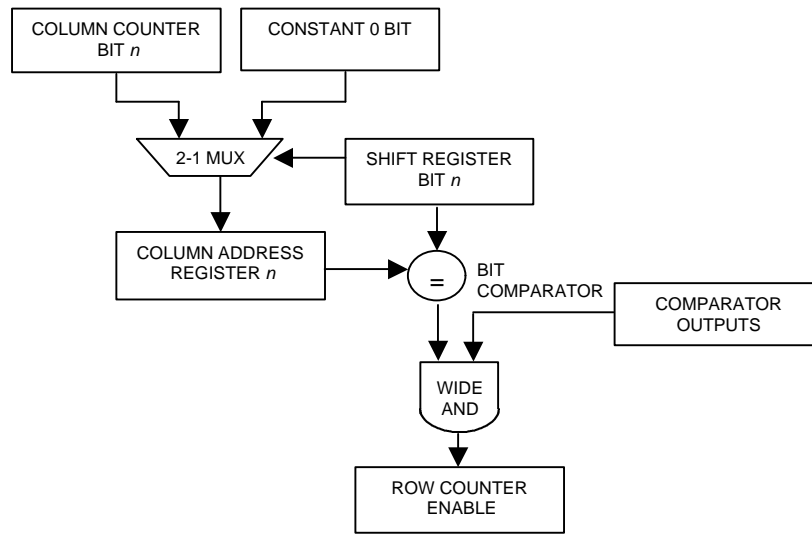 COLUMN COUNTER
BIT n
CONSTANT 0 BIT
2-1 MUX
SHIFT REGISTER
BIT n
COLUMN ADDRESS
REGISTER n
=
BIT
COMPARATOR
COMPARATOR
OUTPUTS
WIDE
AND
ROW COUNTER
ENABLE